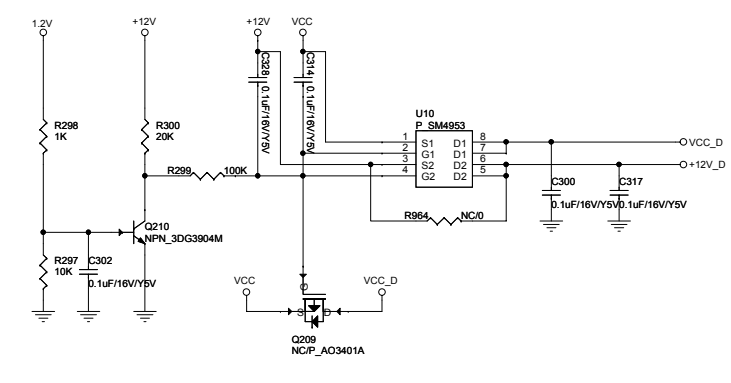 1.2V
+12V
+12V
VCC
C328
0.1uF/16V/Y5V
C314
0.1uF/16V/Y5V
U10
P_SM4953
R298
1K
R300
20K
1
2
3
4
S1
G1
S2
G2
D1
D1
D2
D2
8
7
6
5
VCC_D
+12V_D
R299
100K
C300
0.1uF/16V/Y5V
C317
0.1uF/16V/Y5V
R964
NC/0
Q210
NPN_3DG3904M
R297
10K
C302
0.1uF/16V/Y5V
VCC
VCC_D
G
S
D
Q209
NC/P_AO3401A